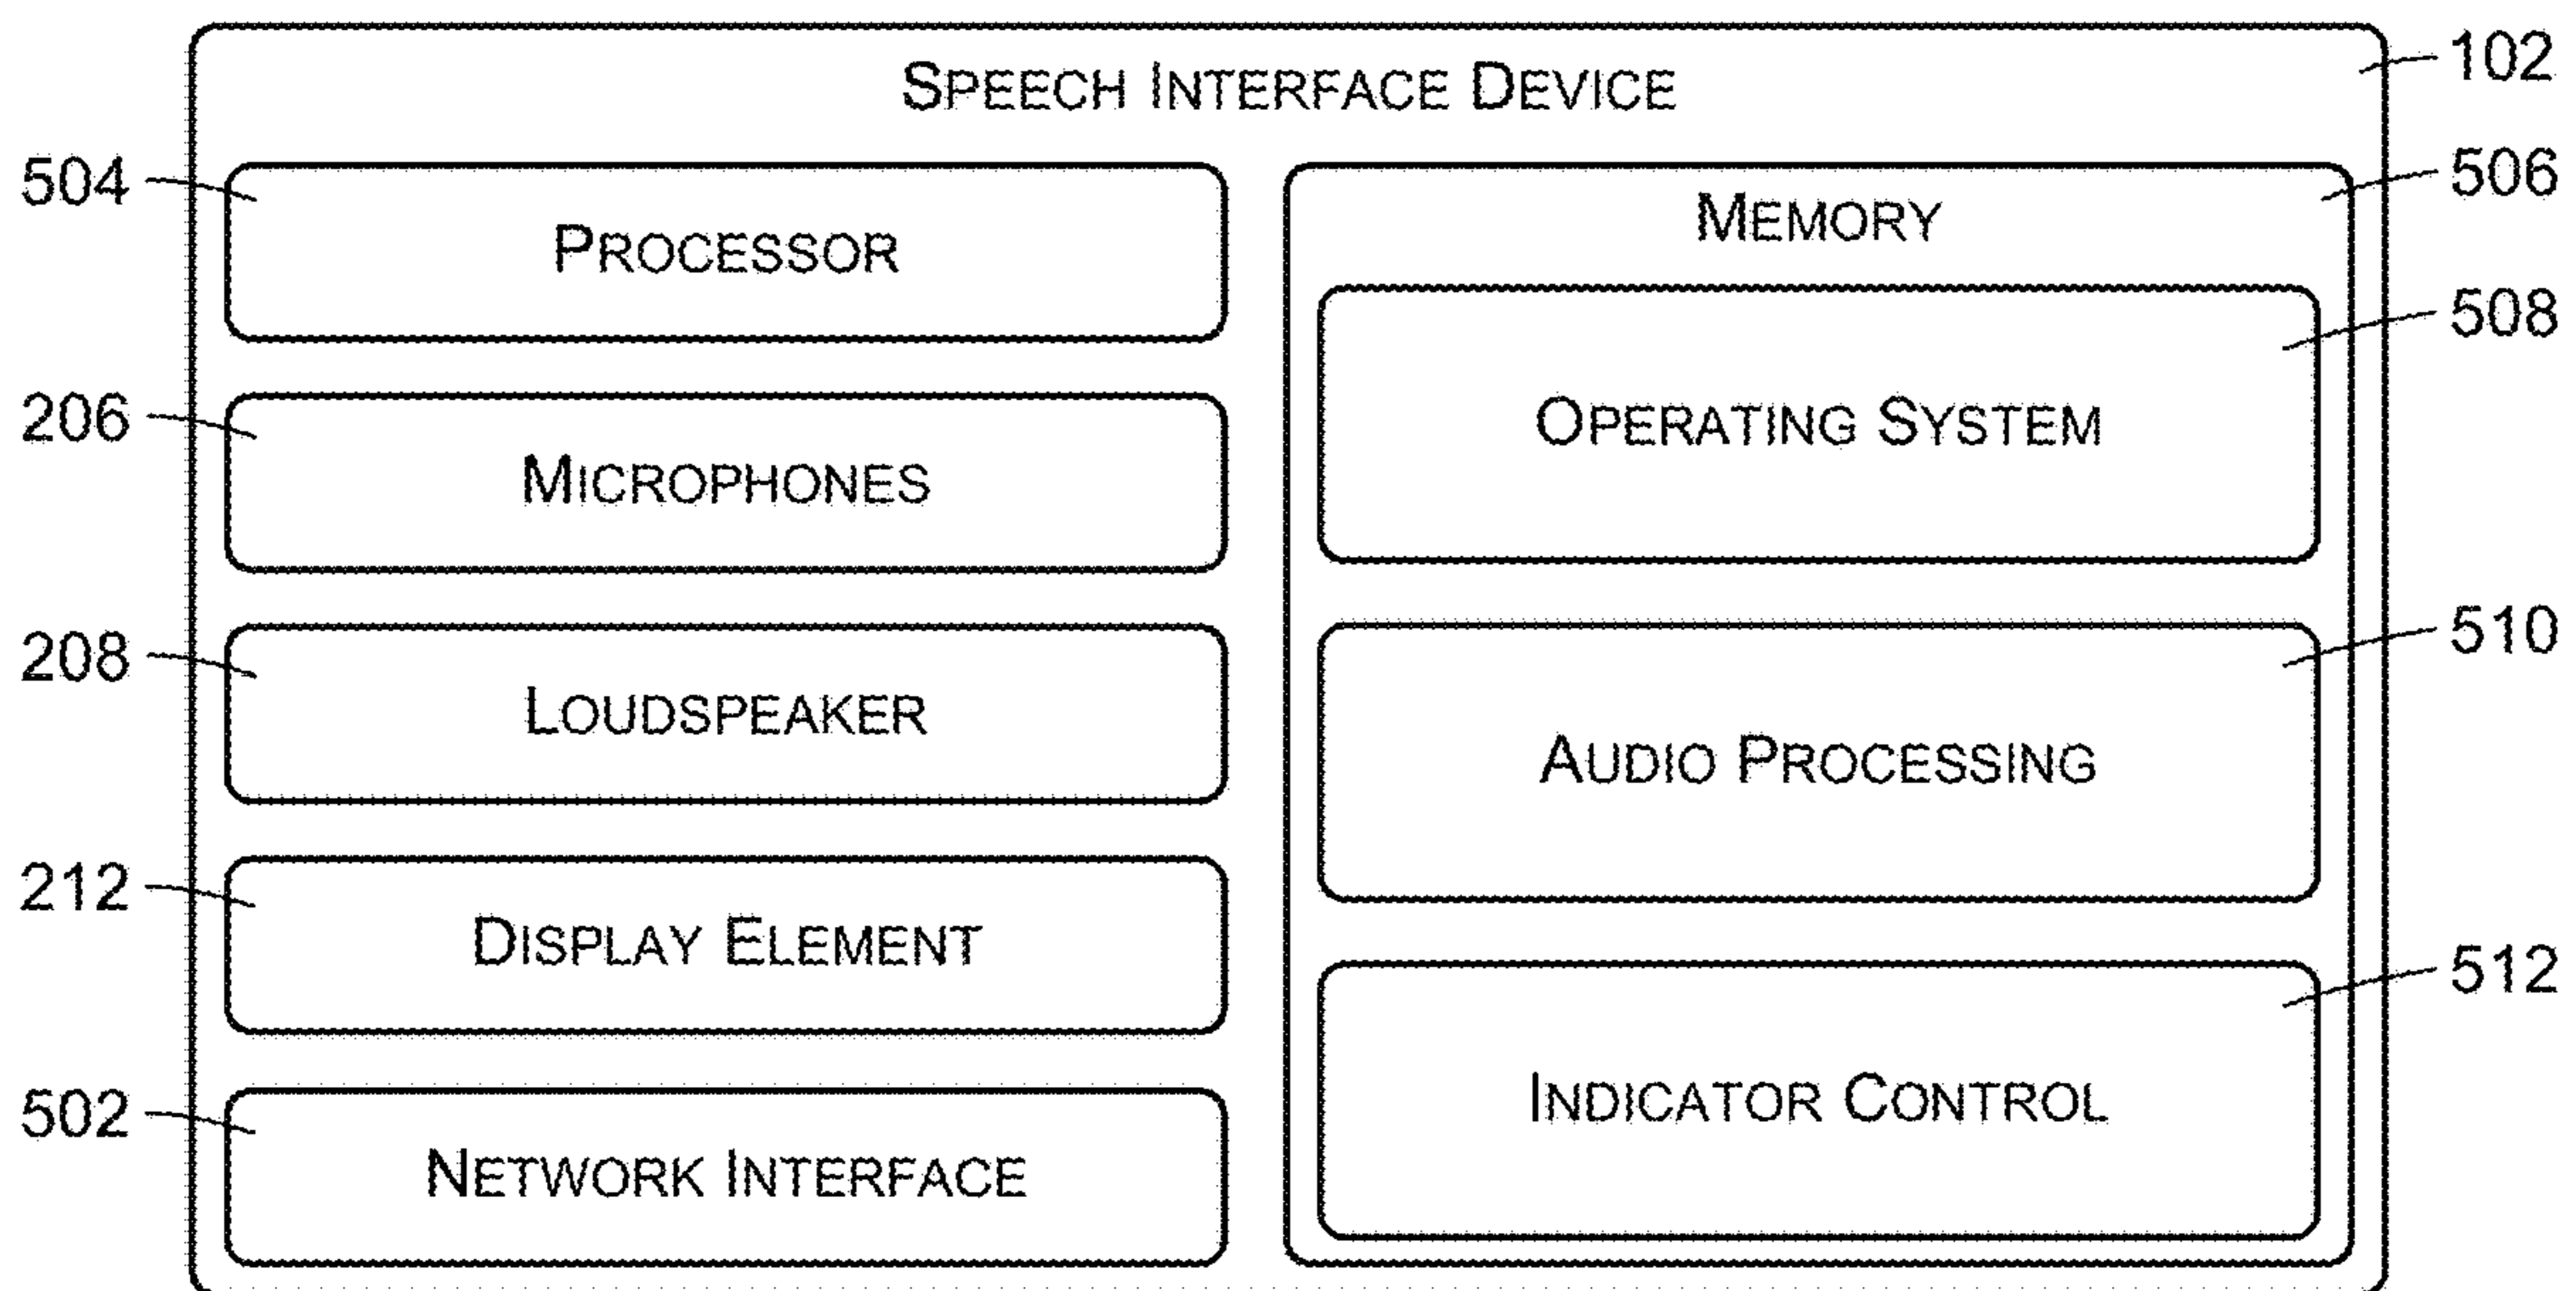 SPEECH INTERFACE DEVICE
102
504
PROCESSOR
206
MICROPHONES
208
LOUDSPEAKER
212
DISPLAY ELEMENT
502
NETWORK INTERFACE
506
MEMORY
508
OPERATING SYSTEM
510
AUDIO PROCESSING
512
INDICATOR CONTROL